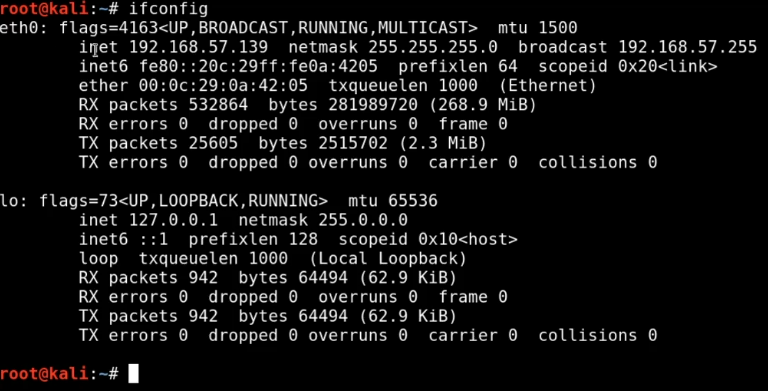 root@kali:~# ifconfig
eth0: flags=4163<UP,BROADCAST,RUNNING,MULTICAST>  mtu 1500
        inet 192.168.57.139  netmask 255.255.255.0  broadcast 192.168.57.255
        inet6 fe80::20c:29ff:fe0a:4205  prefixlen 64  scopeid 0x20<link>
        ether 00:0c:29:0a:42:05  txqueuelen 1000  (Ethernet)
        RX packets 532864  bytes 281989720 (268.9 MiB)
        RX errors 0  dropped 0  overruns 0  frame 0
        TX packets 25605  bytes 2515702 (2.3 MiB)
        TX errors 0  dropped 0 overruns 0  carrier 0  collisions 0

lo: flags=73<UP,LOOPBACK,RUNNING>  mtu 65536
        inet 127.0.0.1  netmask 255.0.0.0
        inet6 ::1  prefixlen 128  scopeid 0x10<host>
        loop  txqueuelen 1000  (Local Loopback)
        RX packets 942  bytes 64494 (62.9 KiB)
        RX errors 0  dropped 0  overruns 0  frame 0
        TX packets 942  bytes 64494 (62.9 KiB)
        TX errors 0  dropped 0 overruns 0  carrier 0  collisions 0

root@kali:~#